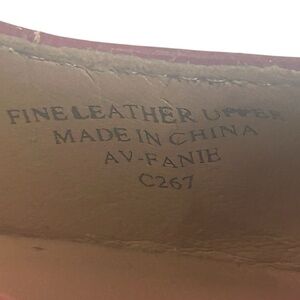 FINE LEATHER UPPER
MADE IN CHINA
AV-FANIE
C267